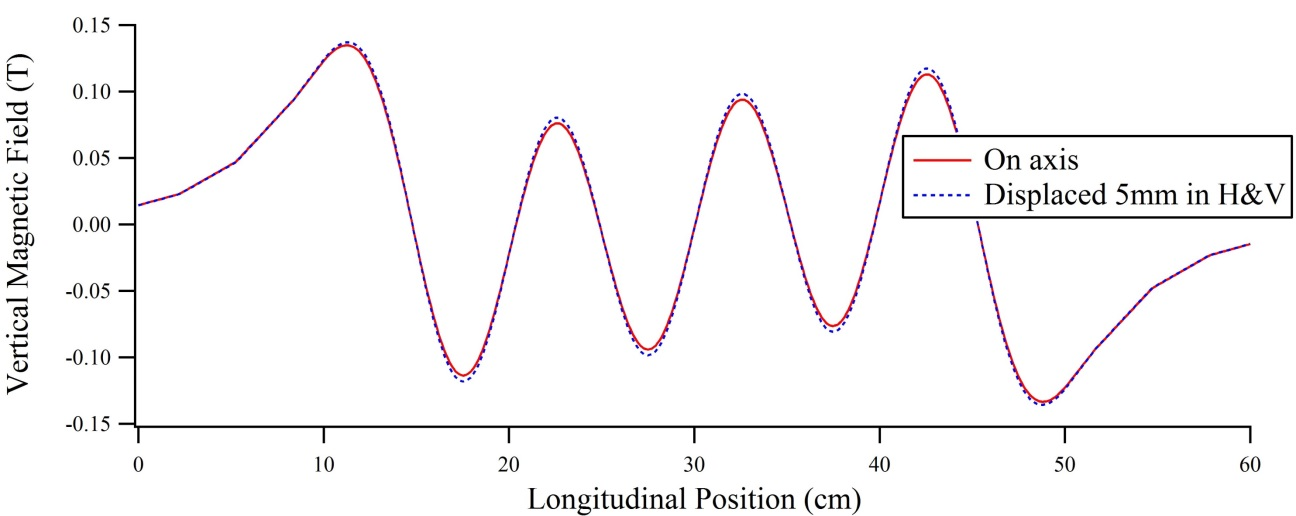 Vertical Magnetic Field (T)
0.15
0.10
0.05
0.00
-0.05
-0.10
-0.15
On axis
Displaced 5mm in H&V
0 10 20 30 40 50 60
Longitudinal Position (cm)